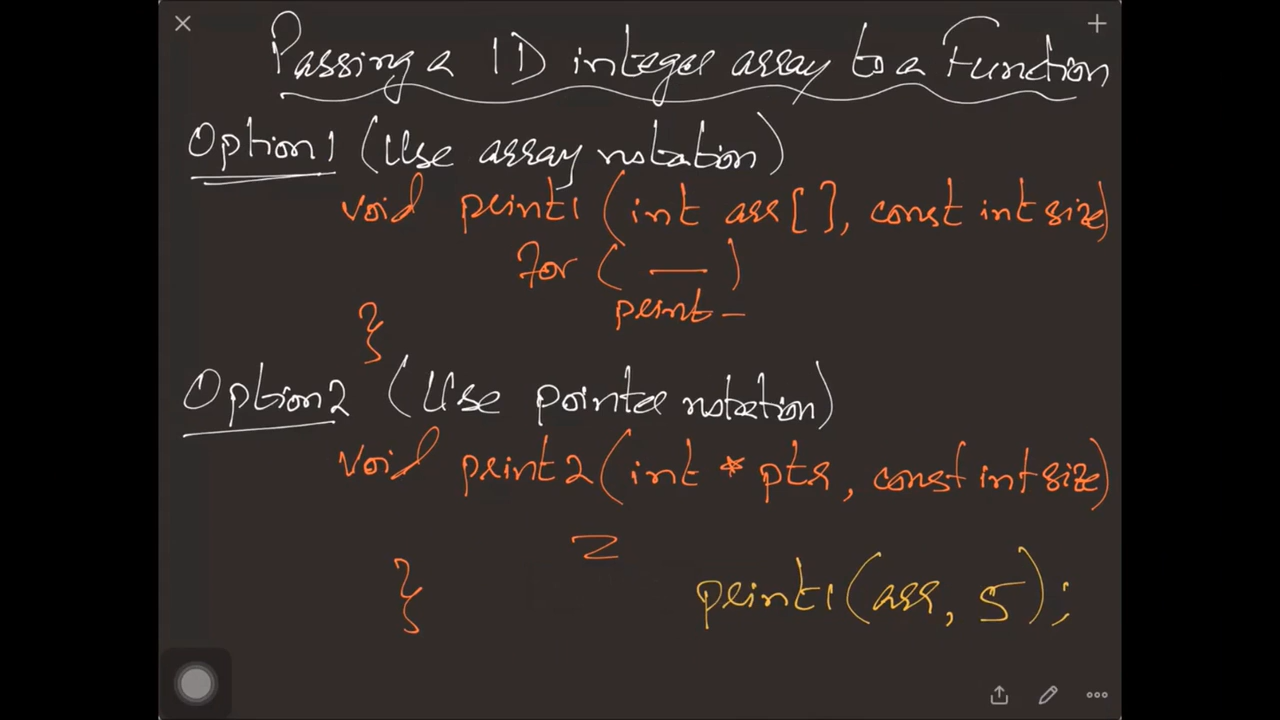 Passing a 1D integer array to a Function
Option1 (Use array notation)
void print1 (int arr[], const int size)
for ( — )
print —
}
Option2 (Use pointer notation)
void print2 (int * ptr, const int size)
}
print1(arr, 5);